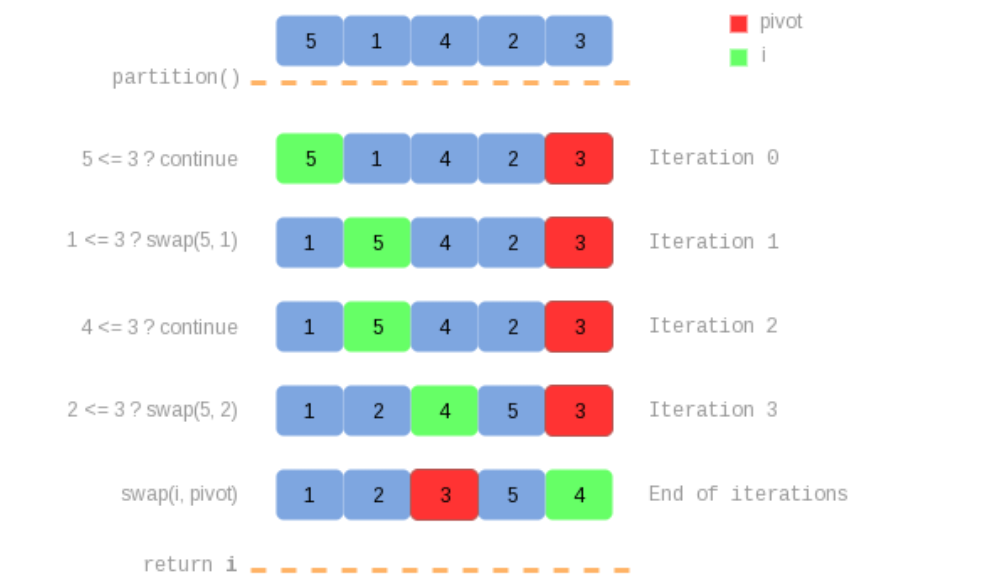 5 1 4 2 3
pivot
i
partition()
5 <= 3 ? continue 5 1 4 2 3 Iteration 0
1 <= 3 ? swap(5, 1) 1 5 4 2 3 Iteration 1
4 <= 3 ? continue 1 5 4 2 3 Iteration 2
2 <= 3 ? swap(5, 2) 1 2 4 5 3 Iteration 3
swap(i, pivot) 1 2 3 5 4 End of iterations
return i